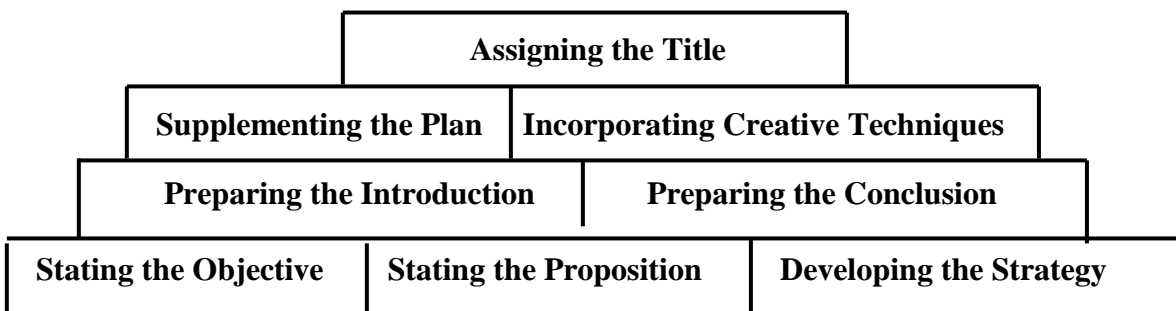 Assigning the Title
Supplementing the Plan Incorporating Creative Techniques
Preparing the Introduction Preparing the Conclusion
Stating the Objective Stating the Proposition Developing the Strategy